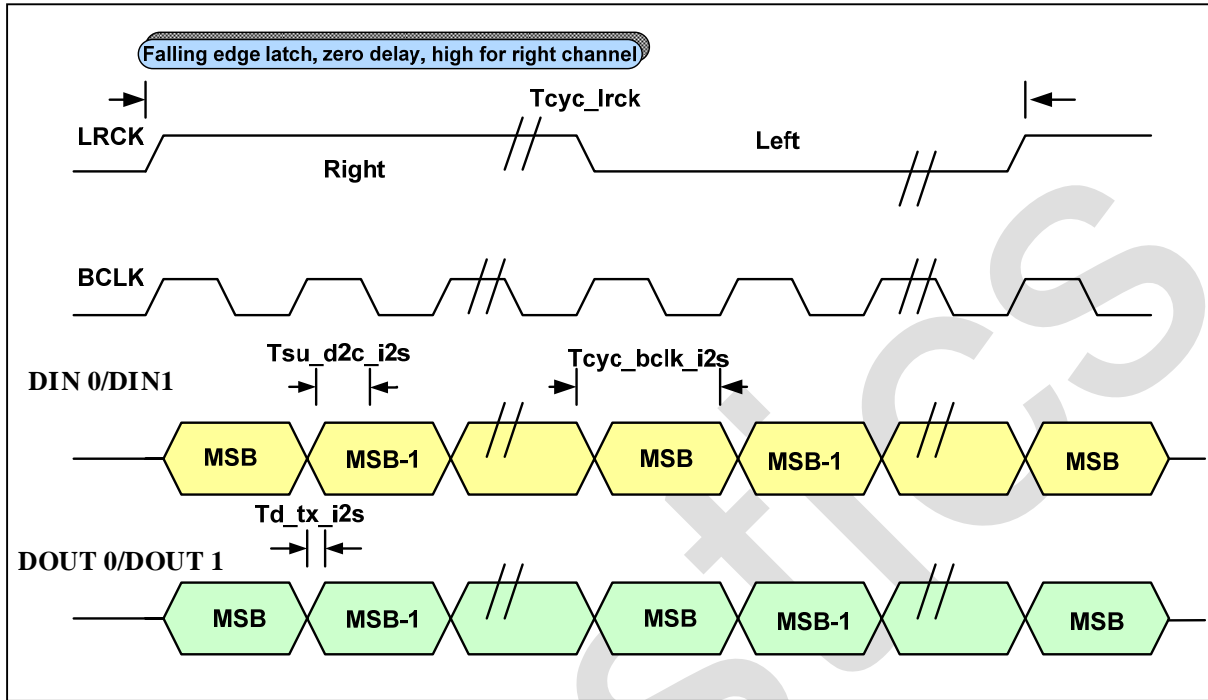 Falling edge latch, zero delay, high for right channel
Tcyc_lrck
LRCK
Right
Left
BCLK
Tsu_d2c_i2s
Tcyc_bclk_i2s
DIN 0/DIN1
MSB MSB-1 MSB MSB-1 MSB
Td_tx_i2s
DOUT 0/DOUT 1
MSB MSB-1 MSB MSB-1 MSB
stics